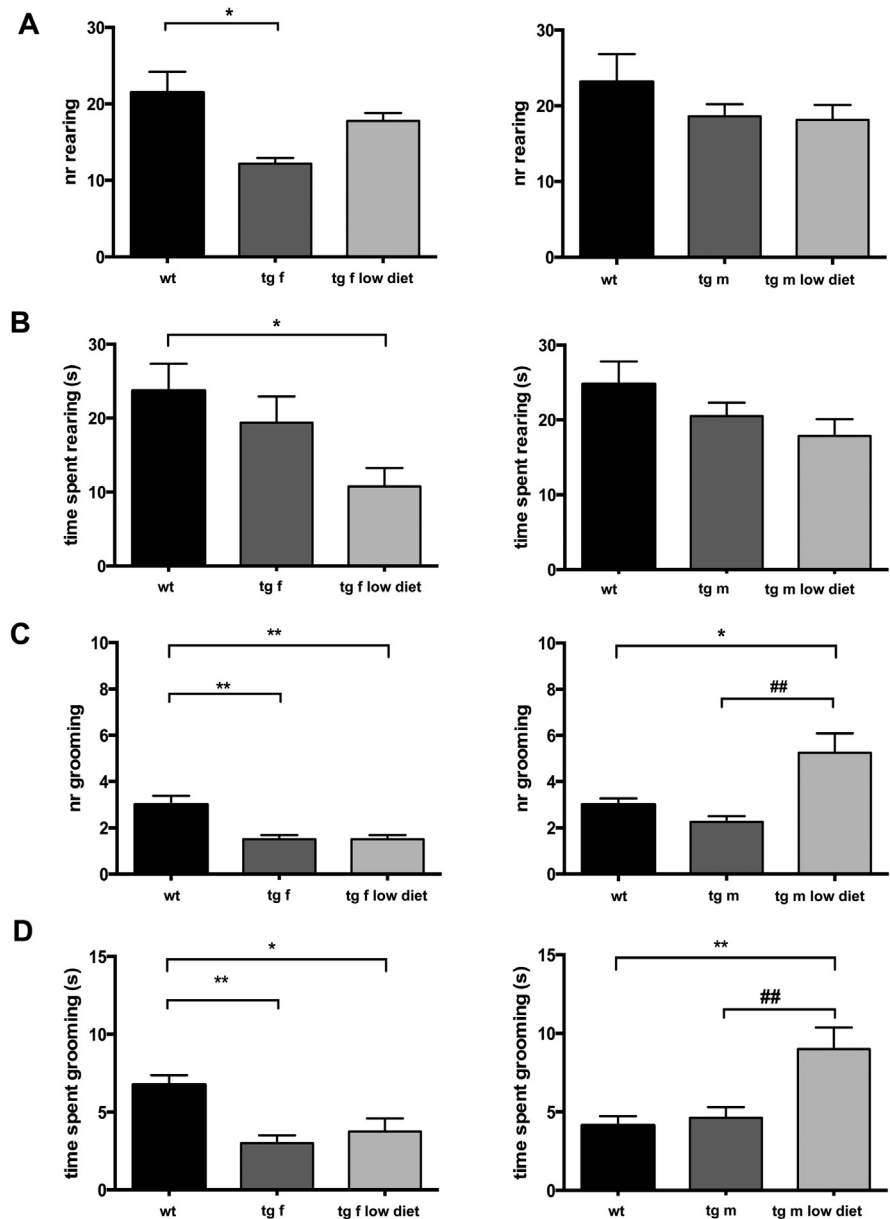 A
*
nr rearing
30
20
10
0
wt
tg f
tg f low diet
nr rearing
30
20
10
0
wt
tg m
tg m low diet
B
*
time spent rearing (s)
30
20
10
0
wt
tg f
tg f low diet
time spent rearing (s)
30
20
10
0
wt
tg m
tg m low diet
C
**
**
nr grooming
10
8
6
4
2
0
wt
tg f
tg f low diet
*
##
nr grooming
10
8
6
4
2
0
wt
tg m
tg m low diet
D
*
**
time spent grooming (s)
15
10
5
0
wt
tg f
tg f low diet
**
##
time spent grooming (s)
15
10
5
0
wt
tg m
tg m low diet